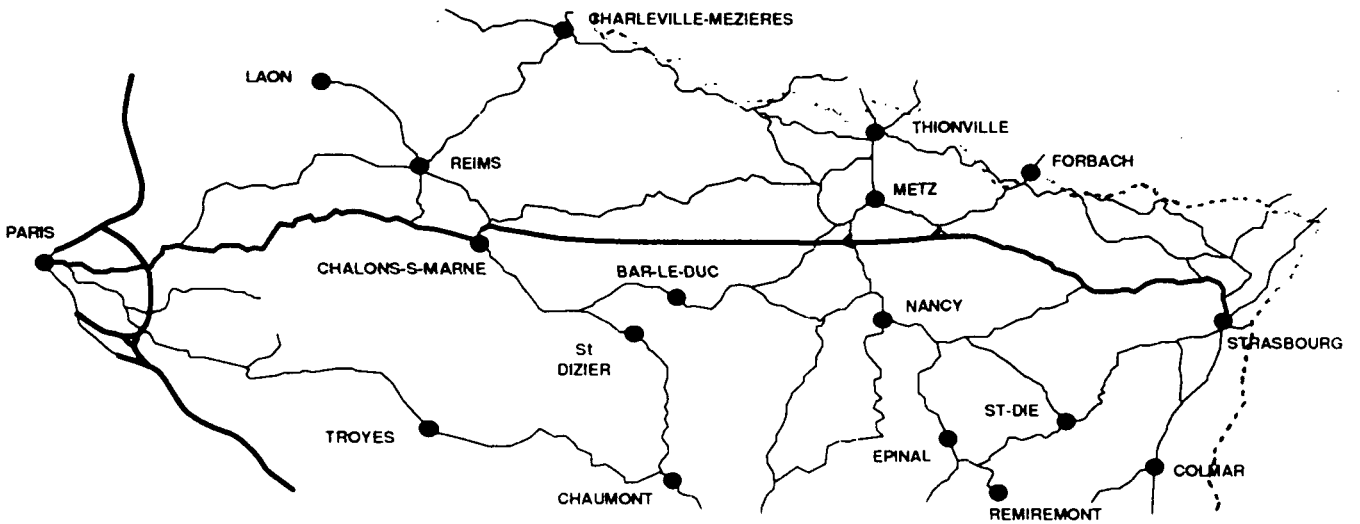 CHARLEVILLE-MEZIERES
LAON
THIONVILLE
REIMS
FORBACH
METZ
PARIS
CHALONS-S-MARNE
BAR-LE-DUC
NANCY
STRASBOURG
St
DIZIER
ST-DIE
TROYES
EPINAL
COLMAR
CHAUMONT
REMIREMONT